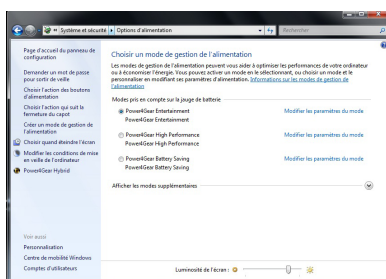 Système et sécurité ▸ Options d'alimentation
Rechercher
Page d'accueil du panneau de
configuration
Demander un mot de passe
pour sortir de veille
Choisir l'action des boutons
d'alimentation
Choisir l'action qui suit la
fermeture du capot
Créer un mode de gestion de
l'alimentation
Choisir quand éteindre l'écran
Modifier les conditions de mise
en veille de l'ordinateur
Power4Gear Hybrid
Voir aussi
Personnalisation
Centre de mobilité Windows
Comptes d'utilisateurs
Choisir un mode de gestion de l'alimentation
Les modes de gestion de l'alimentation peuvent vous aider à optimiser les performances de votre ordinateur
ou à économiser l'énergie. Vous pouvez activer un mode en le sélectionnant, ou choisir un mode et le
personnaliser en modifiant ses paramètres d'alimentation. Informations sur les modes de gestion de
l'alimentation
Modes pris en compte sur la jauge de batterie
Power4Gear Entertainment Modifier les paramètres du mode
Power4Gear Entertainment
Power4Gear High Performance Modifier les paramètres du mode
Power4Gear High Performance
Power4Gear Battery Saving Modifier les paramètres du mode
Power4Gear Battery Saving
Afficher les modes supplémentaires
Luminosité de l'écran :